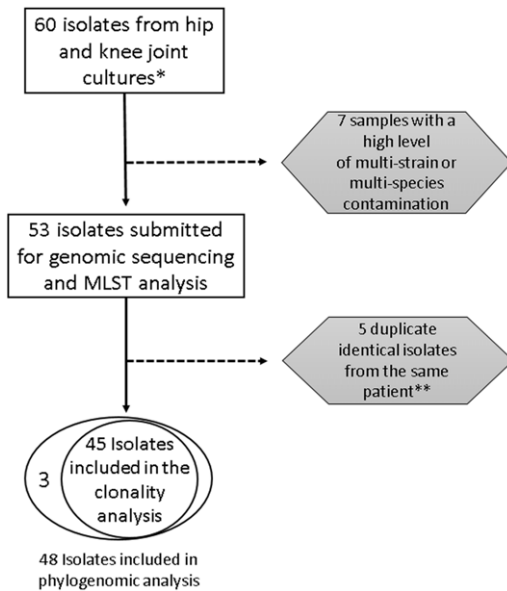 60 isolates from hip
and knee joint
cultures*
7 samples with a
high level
of multi-strain or
multi-species
contamination
53 isolates submitted
for genomic sequencing
and MLST analysis
5 duplicate
identical isolates
from the same
patient**
3
45 Isolates
included in the
clonality
analysis
48 Isolates included in
phylogenomic analysis